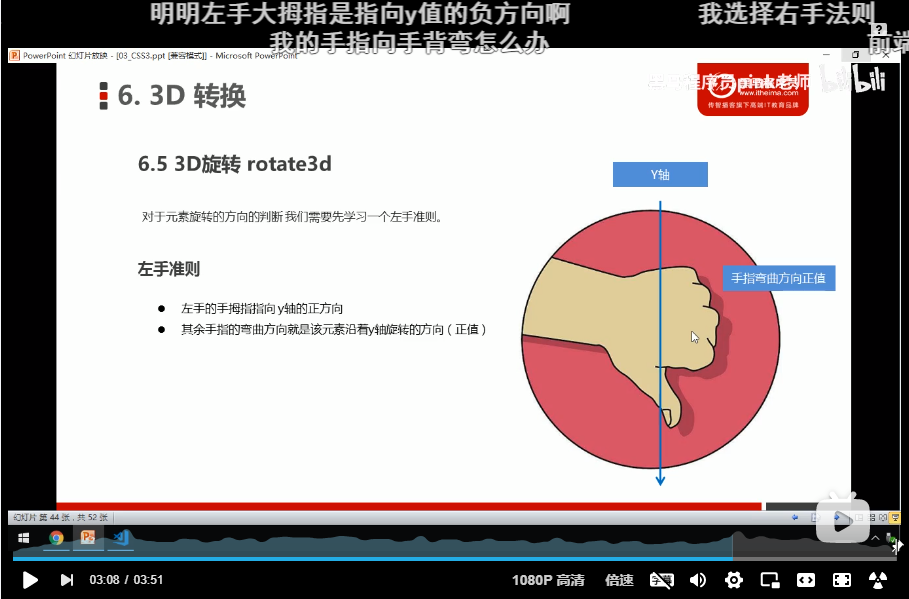 明明左手大拇指是指向y值的负方向啊
我选择右手法则
我的手指向手背弯怎么办
前端
PowerPoint 幻灯片放映 - [03_CSS3.ppt [兼容模式]] - Microsoft PowerPoint
程序员pink老师
bilibili
www.itheima.com
传智播客旗下高端IT教育品牌
6. 3D 转换
6.5 3D旋转 rotate3d
Y轴
对于元素旋转的方向的判断 我们需要先学习一个左手准则。
手指弯曲方向正值
左手准则
● 左手的手拇指指向 y轴的正方向
● 其余手指的弯曲方向就是该元素沿着y轴旋转的方向（正值）
幻灯片 第 44 张，共 52 张
03:08 / 03:51
1080P 高清
倍速
字幕